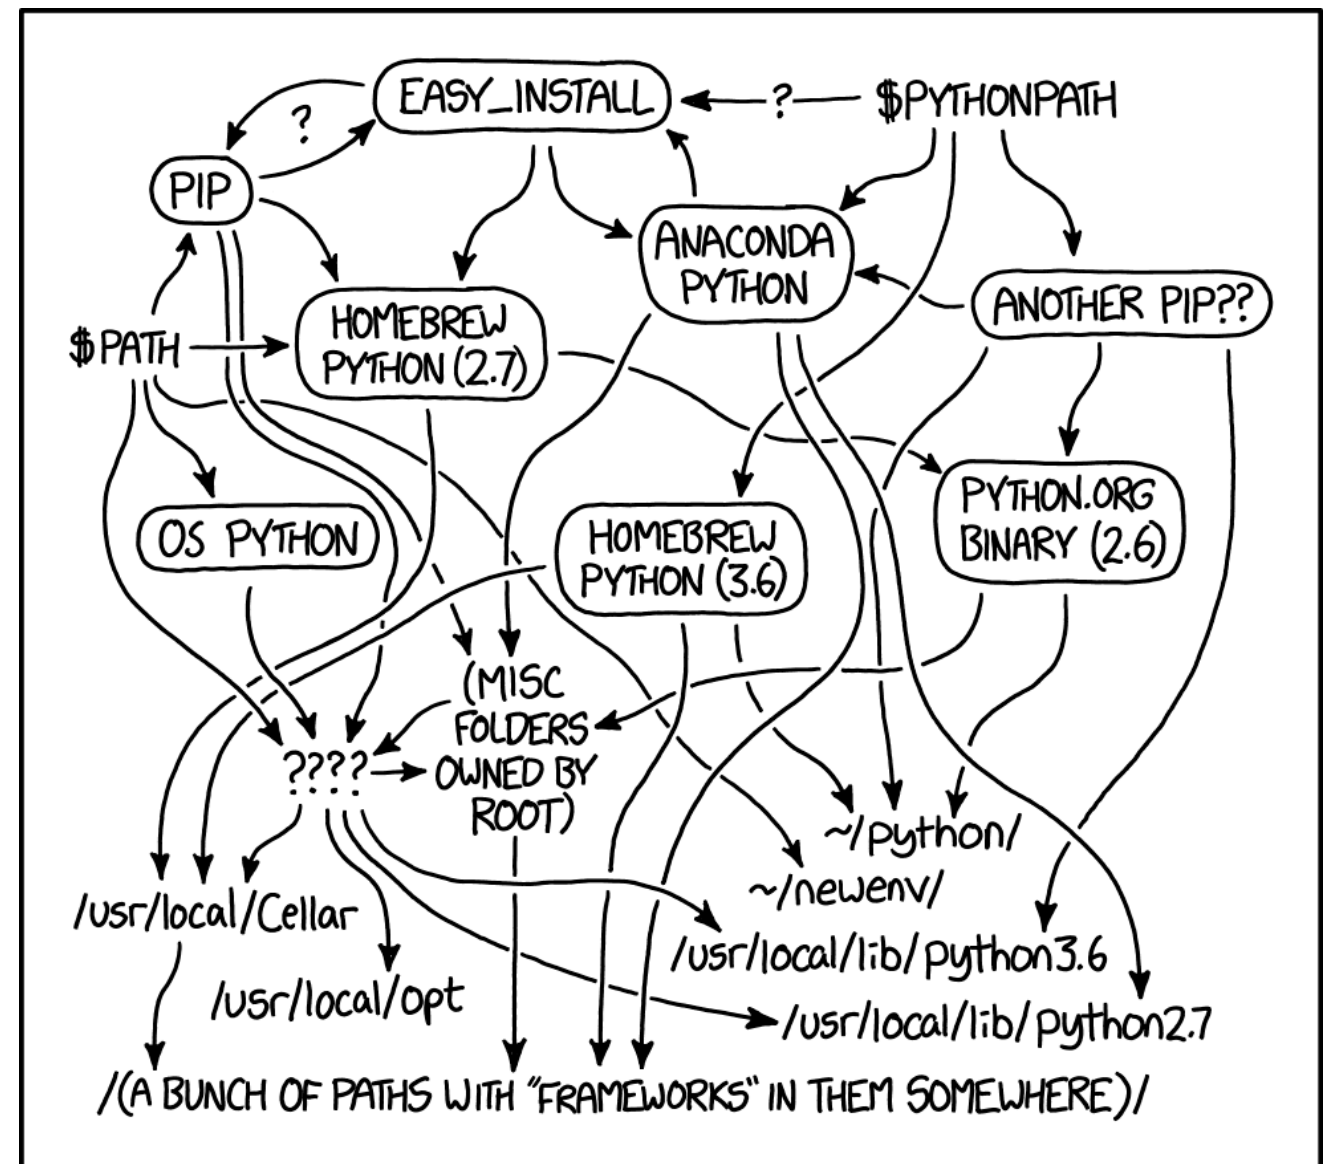 EASY_INSTALL
?
$PYTHONPATH
?
PIP
ANACONDA
PYTHON
ANOTHER PIP??
HOMEBREW
PYTHON (2.7)
$PATH
PYTHON.ORG
BINARY (2.6)
OS PYTHON
HOMEBREW
PYTHON (3.6)
(MISC
FOLDERS
OWNED BY
ROOT)
????
~/python/
~/newenv/
/usr/local/Cellar
/usr/local/lib/python3.6
/usr/local/opt
/usr/local/lib/python2.7
/(A BUNCH OF PATHS WITH "FRAMEWORKS" IN THEM SOMEWHERE)/